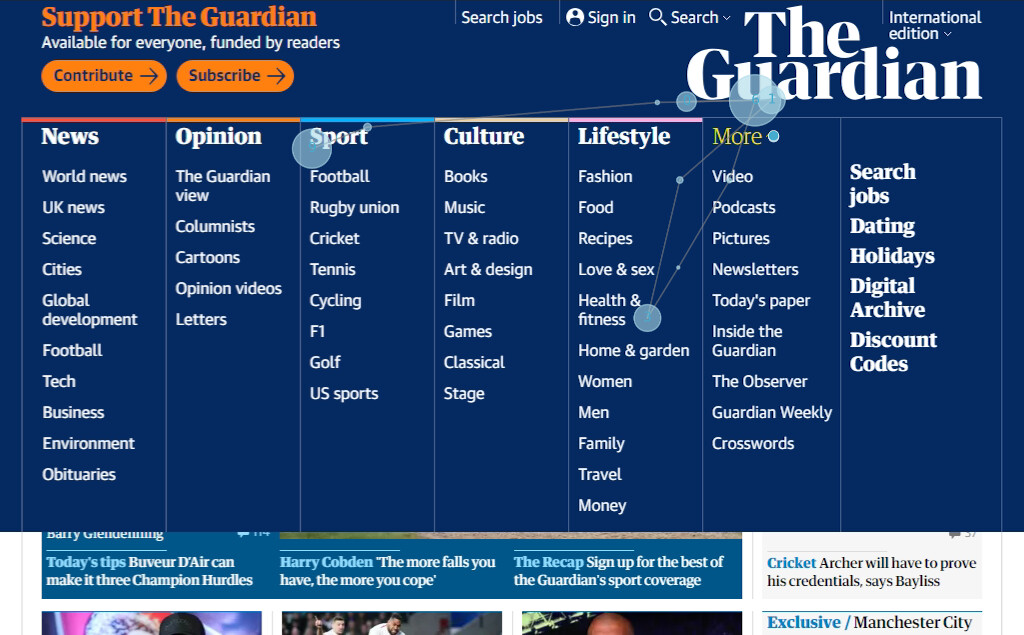 Support The Guardian
Available for everyone, funded by readers
Contribute
Subscribe
Search jobs
Sign in
Search
International
edition
The
Guardian
News
World news
UK news
Science
Cities
Global
development
Football
Tech
Business
Environment
Obituaries
Opinion
The Guardian
view
Columnists
Cartoons
Opinion videos
Letters
Sport
Football
Rugby union
Cricket
Tennis
Cycling
F1
Golf
US sports
Culture
Books
Music
TV & radio
Art & design
Film
Games
Classical
Stage
Lifestyle
Fashion
Food
Recipes
Love & sex
Health &
fitness
Home & garden
Women
Men
Family
Travel
Money
More
Video
Podcasts
Pictures
Newsletters
Today's paper
Inside the
Guardian
The Observer
Guardian Weekly
Crosswords
Search
jobs
Dating
Holidays
Digital
Archive
Discount
Codes
Barry Glendenning
Today's tips Buveur D'Air can
make it three Champion Hurdles
Harry Cobden 'The more falls you
have, the more you cope'
The Recap Sign up for the best of
the Guardian's sport coverage
Cricket Archer will have to prove
his credentials, says Bayliss
Exclusive / Manchester City